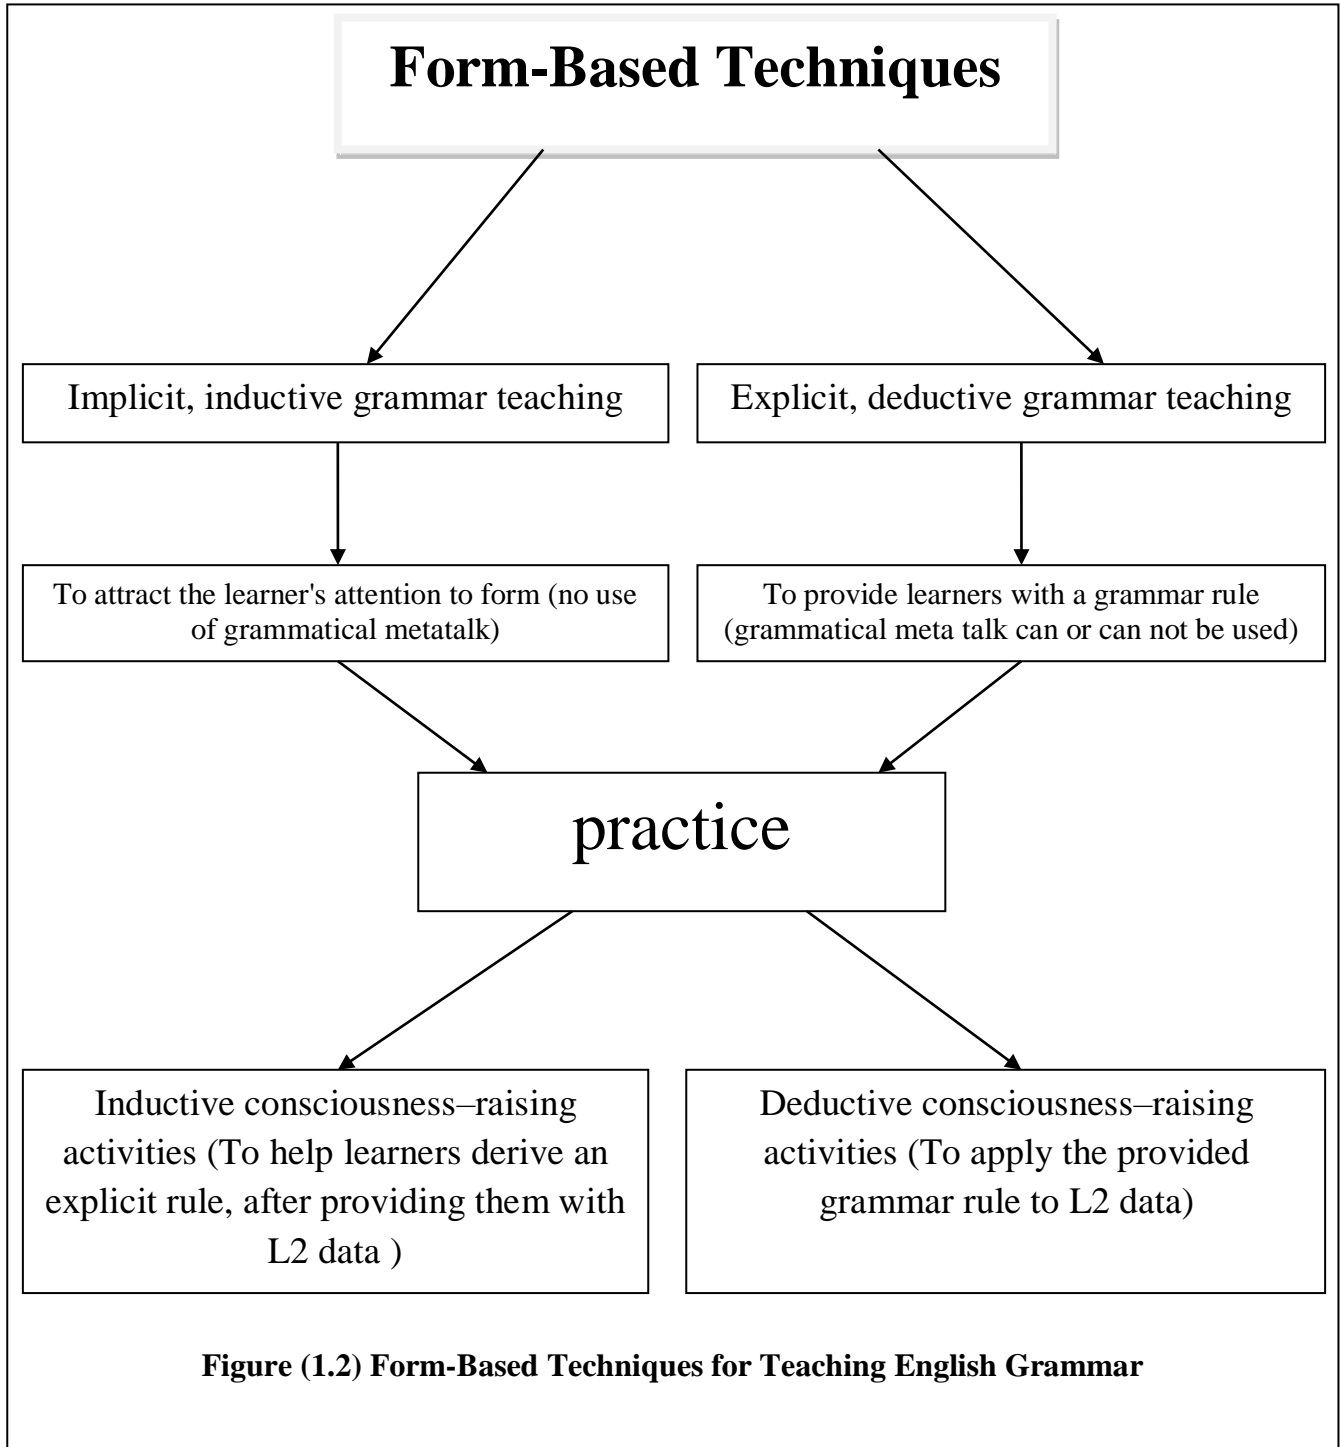 Form-Based Techniques
Implicit, inductive grammar teaching
Explicit, deductive grammar teaching
To attract the learner's attention to form (no use
of grammatical metatalk)
To provide learners with a grammar rule
(grammatical meta talk can or can not be used)
practice
Inductive consciousness–raising
activities (To help learners derive an
explicit rule, after providing them with
L2 data )
Deductive consciousness–raising
activities (To apply the provided
grammar rule to L2 data)
Figure (1.2) Form-Based Techniques for Teaching English Grammar